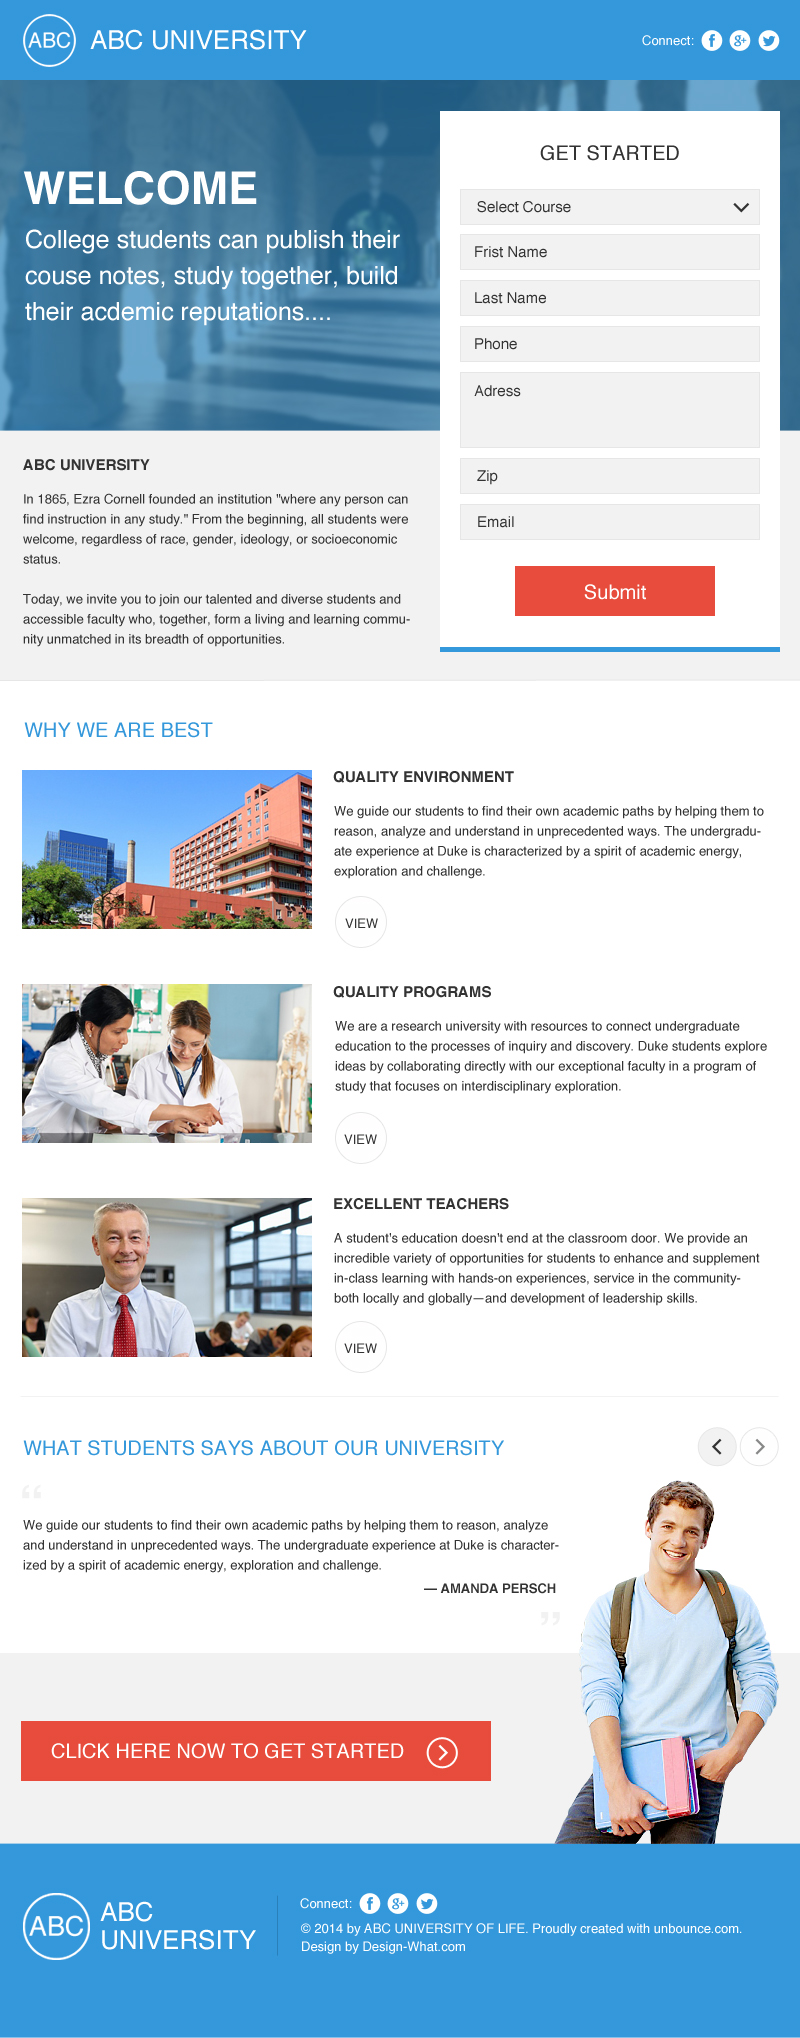 ABC
ABC UNIVERSITY
Connect:
WELCOME
College students can publish their
couse notes, study together, build
their acdemic reputations....
GET STARTED
Select Course
Frist Name
Last Name
Phone
Adress
Zip
Email
Submit
ABC UNIVERSITY
In 1865, Ezra Cornell founded an institution "where any person can
find instruction in any study." From the beginning, all students were
welcome, regardless of race, gender, ideology, or socioeconomic
status.
Today, we invite you to join our talented and diverse students and
accessible faculty who, together, form a living and learning commu-
nity unmatched in its breadth of opportunities.
WHY WE ARE BEST
QUALITY ENVIRONMENT
We guide our students to find their own academic paths by helping them to
reason, analyze and understand in unprecedented ways. The undergradu-
ate experience at Duke is characterized by a spirit of academic energy,
exploration and challenge.
VIEW
QUALITY PROGRAMS
We are a research university with resources to connect undergraduate
education to the processes of inquiry and discovery. Duke students explore
ideas by collaborating directly with our exceptional faculty in a program of
study that focuses on interdisciplinary exploration.
VIEW
EXCELLENT TEACHERS
A student's education doesn't end at the classroom door. We provide an
incredible variety of opportunities for students to enhance and supplement
in-class learning with hands-on experiences, service in the community-
both locally and globally—and development of leadership skills.
VIEW
WHAT STUDENTS SAYS ABOUT OUR UNIVERSITY
“
We guide our students to find their own academic paths by helping them to reason, analyze
and understand in unprecedented ways. The undergraduate experience at Duke is character-
ized by a spirit of academic energy, exploration and challenge.
— AMANDA PERSCH
”
CLICK HERE NOW TO GET STARTED
ABC
ABC
UNIVERSITY
Connect:
© 2014 by ABC UNIVERSITY OF LIFE. Proudly created with unbounce.com.
Design by Design-What.com